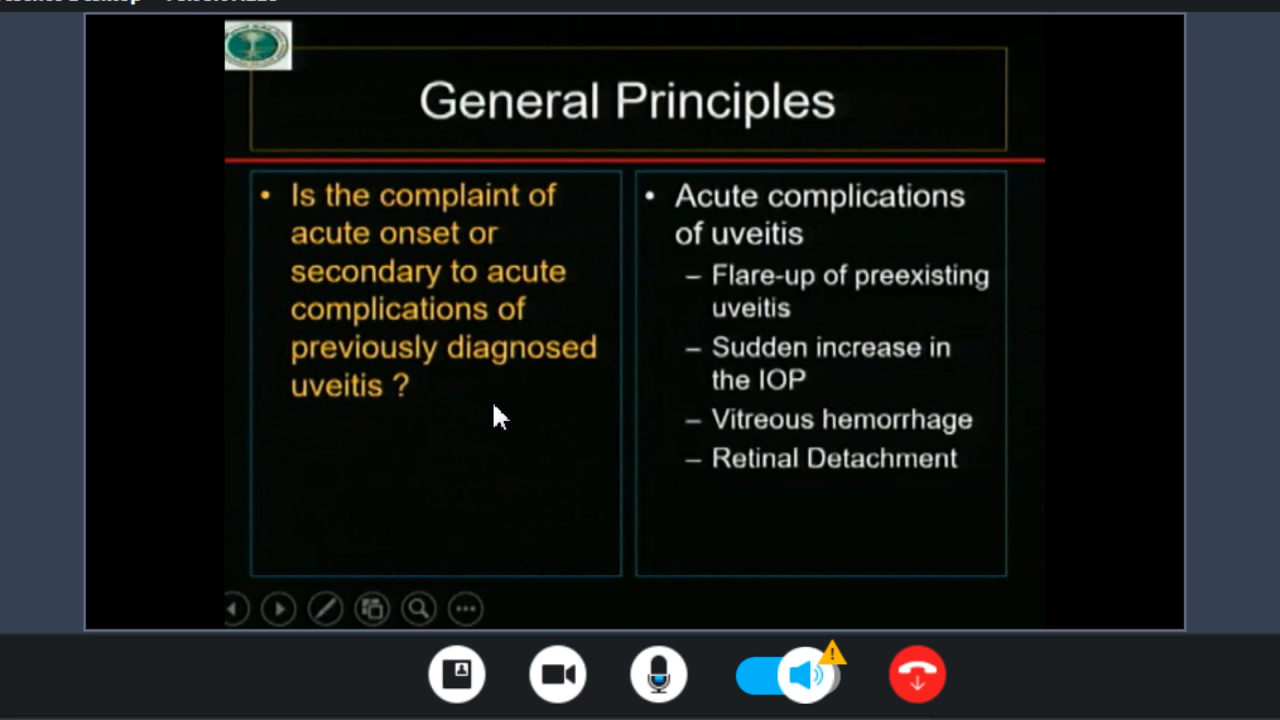 General Principles
• Is the complaint of
acute onset or
secondary to acute
complications of
previously diagnosed
uveitis ?
• Acute complications
of uveitis
– Flare-up of preexisting
uveitis
– Sudden increase in
the IOP
– Vitreous hemorrhage
– Retinal Detachment